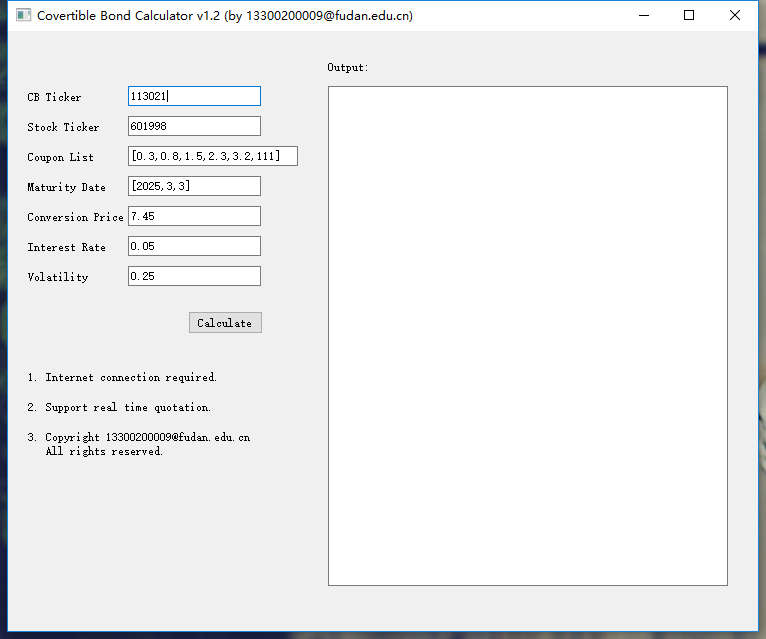 Covertible Bond Calculator v1.2 (by 13300200009@fudan.edu.cn)
Output:
CB Ticker 113021
Stock Ticker 601998
Coupon List [0.3,0.8,1.5,2.3,3.2,111]
Maturity Date [2025,3,3]
Conversion Price 7.45
Interest Rate 0.05
Volatility 0.25
Calculate
1. Internet connection required.
2. Support real time quotation.
3. Copyright 13300200009@fudan.edu.cn
All rights reserved.